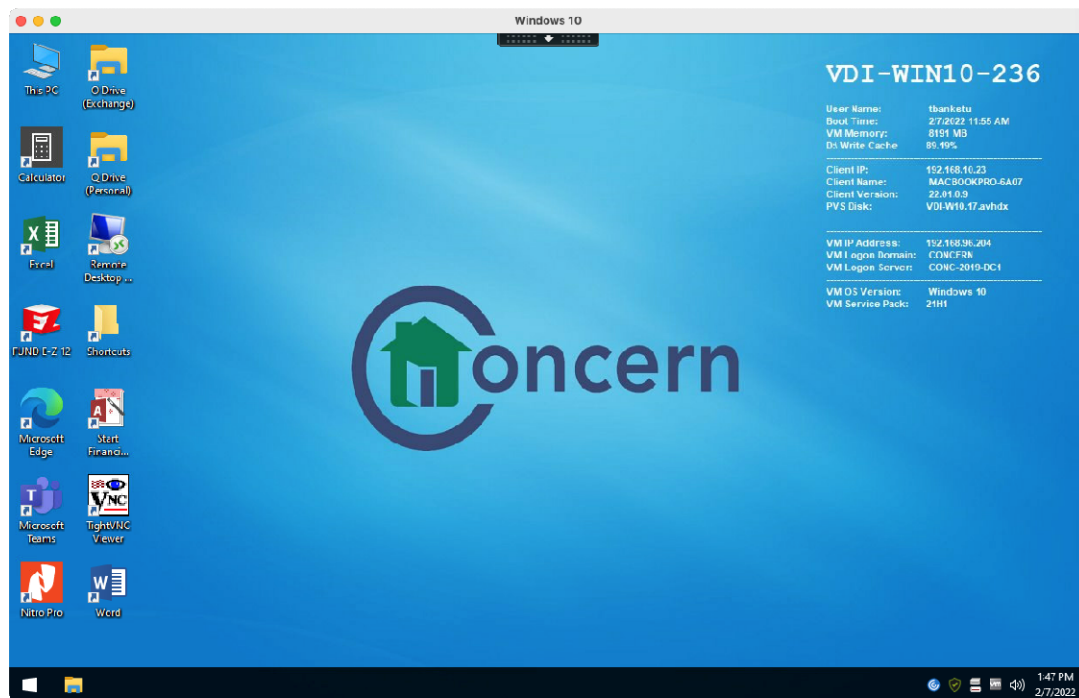 Windows 10
This PC
O Drive
(Exchange)
Calculator
Q Drive
(Personal)
Excel
Remote
Desktop ...
FUND E-Z 12
Shortcuts
Microsoft
Edge
Start
Financi...
Microsoft
Teams
TightVNC
Viewer
Nitro Pro
Word
VNC
oncern
VDI-WIN10-236
User Name: tbanketu
Boot Time: 2/7/2022 11:55 AM
VM Memory: 8191 MB
Write Cache 89.19%
Client IP: 192.168.10.23
Client Name: MACBOOKPRO-6A07
Client Version: 22.01.0.9
PVS Disk: VDI-W10.17.avhdx
VM IP Address: 192.168.96.204
VM Logon Domain: CONCERN
VM Logon Server: CONC-2019-DC1
VM OS Version: Windows 10
VM Service Pack: 21H1
1:47 PM
2/7/2022